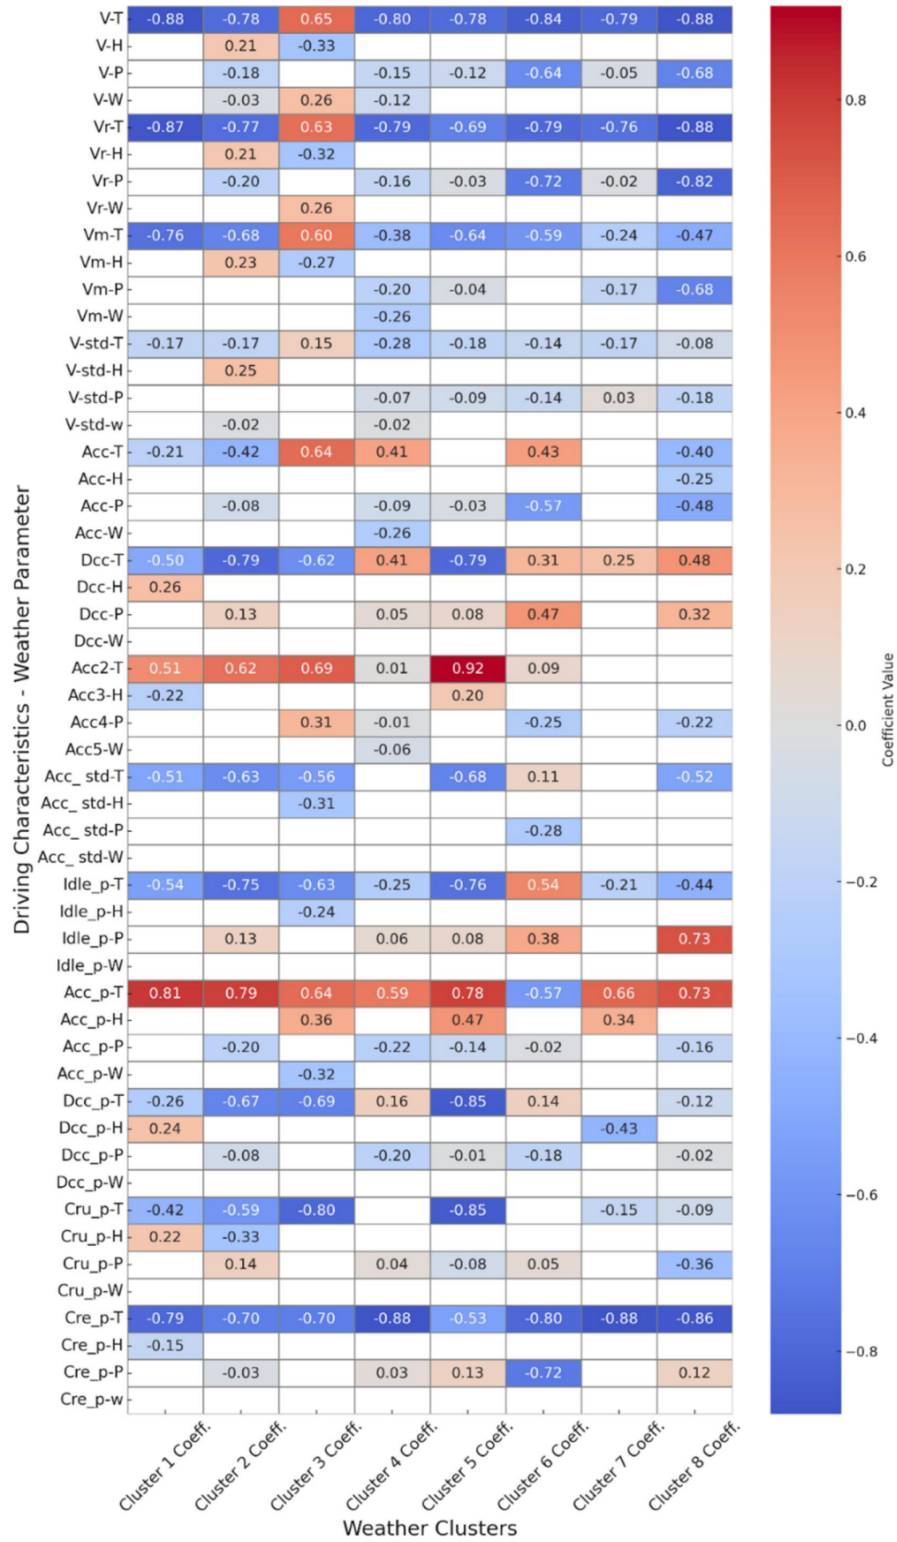 V-T -0.88 -0.78 0.65 -0.80 -0.78 -0.84 -0.79 -0.88
V-H 0.21 -0.33
V-P -0.18 -0.15 -0.12 -0.64 -0.05 -0.68
V-W -0.03 0.26 -0.12
Vr-T -0.87 -0.77 0.63 -0.79 -0.69 -0.79 -0.76 -0.88
Vr-H 0.21 -0.32
Vr-P -0.20 -0.16 -0.03 -0.72 -0.02 -0.82
Vr-W 0.26
Vm-T -0.76 -0.68 0.60 -0.38 -0.64 -0.59 -0.24 -0.47
Vm-H 0.23 -0.27
Vm-P -0.20 -0.04 -0.17 -0.68
Vm-W -0.26
V-std-T -0.17 -0.17 0.15 -0.28 -0.18 -0.14 -0.17 -0.08
V-std-H 0.25
V-std-P -0.07 -0.09 -0.14 0.03 -0.18
V-std-w -0.02 -0.02
Acc-T -0.21 -0.42 0.64 0.41 0.43 -0.40
Acc-H -0.25
Acc-P -0.08 -0.09 -0.03 -0.57 -0.48
Acc-W -0.26
Dcc-T -0.50 -0.79 -0.62 0.41 -0.79 0.31 0.25 0.48
Dcc-H 0.26
Dcc-P 0.13 0.05 0.08 0.47 0.32
Dcc-W
Acc2-T 0.51 0.62 0.69 0.01 0.92 0.09
Acc3-H -0.22 0.20
Acc4-P 0.31 -0.01 -0.25 -0.22
Acc5-W -0.06
Acc_ std-T -0.51 -0.63 -0.56 -0.68 0.11 -0.52
Acc_ std-H -0.31
Acc_ std-P -0.28
Acc_ std-W
Idle_p-T -0.54 -0.75 -0.63 -0.25 -0.76 0.54 -0.21 -0.44
Idle_p-H -0.24
Idle_p-P 0.13 0.06 0.08 0.38 0.73
Idle_p-W
Acc_p-T 0.81 0.79 0.64 0.59 0.78 -0.57 0.66 0.73
Acc_p-H 0.36 0.47 0.34
Acc_p-P -0.20 -0.22 -0.14 -0.02 -0.16
Acc_p-W -0.32
Dcc_p-T -0.26 -0.67 -0.69 0.16 -0.85 0.14 -0.12
Dcc_p-H 0.24 -0.43
Dcc_p-P -0.08 -0.20 -0.01 -0.18 -0.02
Dcc_p-W
Cru_p-T -0.42 -0.59 -0.80 -0.85 -0.15 -0.09
Cru_p-H 0.22 -0.33
Cru_p-P 0.14 0.04 -0.08 0.05 -0.36
Cru_p-W
Cre_p-T -0.79 -0.70 -0.70 -0.88 -0.53 -0.80 -0.88 -0.86
Cre_p-H -0.15
Cre_p-P -0.03 0.03 0.13 -0.72 0.12
Cre_p-w
Cluster 1 Coeff. Cluster 2 Coeff. Cluster 3 Coeff. Cluster 4 Coeff. Cluster 5 Coeff. Cluster 6 Coeff. Cluster 7 Coeff. Cluster 8 Coeff.
Weather Clusters
Driving Characteristics - Weather Parameter
0.8
0.6
0.4
0.2
0.0
−0.2
−0.4
−0.6
−0.8
Coefficient Value